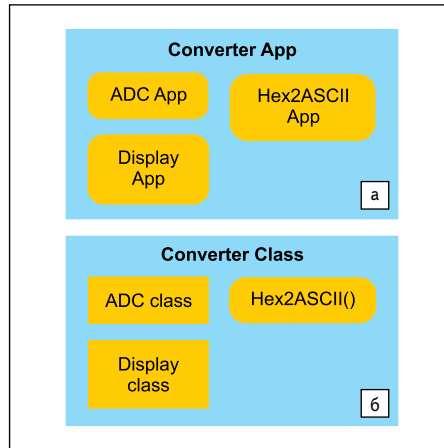 Converter App
ADC App
Hex2ASCII
App
Display
App
а
Converter Class
ADC class
Hex2ASCII()
Display
class
б